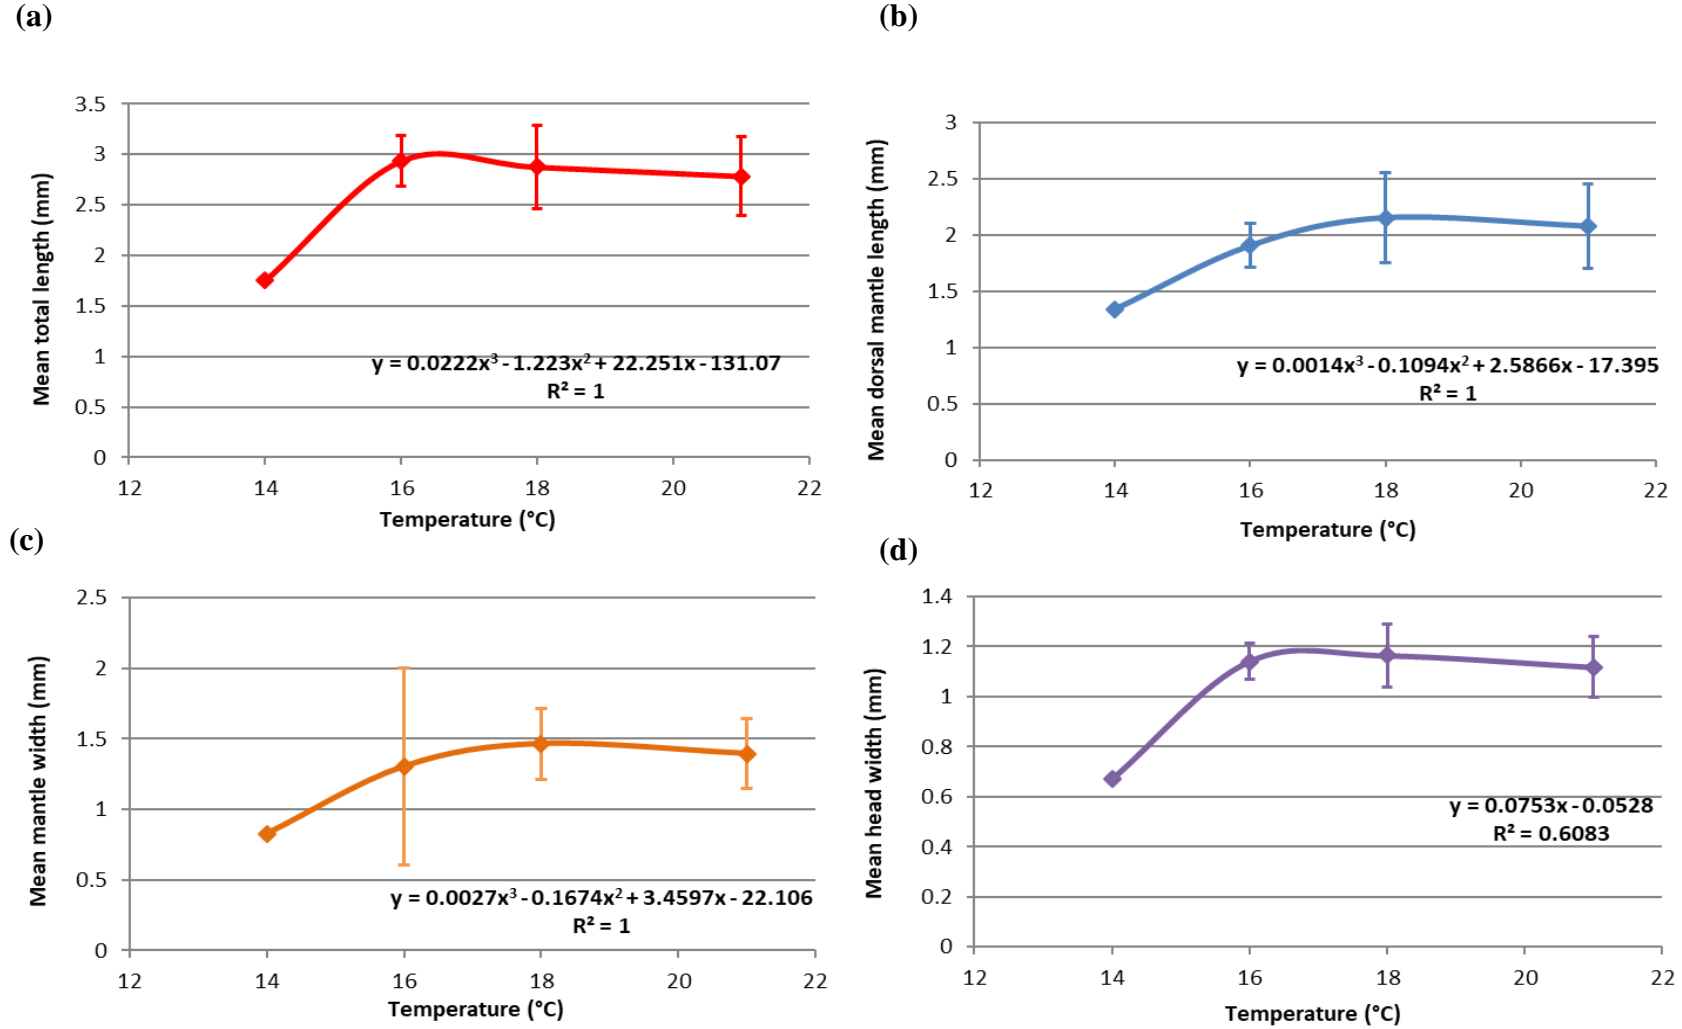 (a)
Mean total length (mm)
3.5
3
2.5
2
1.5
1
0.5
0
y = 0.0222x³ - 1.223x² + 22.251x - 131.07
R² = 1
12 14 16 18 20 22
Temperature (°C)
(b)
Mean dorsal mantle length (mm)
3
2.5
2
1.5
1
0.5
0
y = 0.0014x³ - 0.1094x² + 2.5866x - 17.395
R² = 1
12 14 16 18 20 22
Temperature (°C)
(c)
Mean mantle width (mm)
2.5
2
1.5
1
0.5
0
y = 0.0027x³ - 0.1674x² + 3.4597x - 22.106
R² = 1
12 14 16 18 20 22
Temperature (°C)
(d)
Mean head width (mm)
1.4
1.2
1
0.8
0.6
0.4
0.2
0
y = 0.0753x - 0.0528
R² = 0.6083
12 14 16 18 20 22
Temperature (°C)